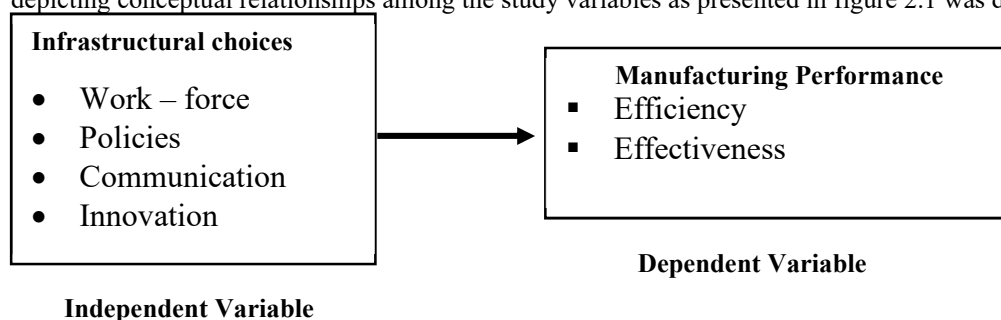 depicting conceptual relationships among the study variables as presented in figure 2.1 was d
Infrastructural choices
• Work – force
• Policies
• Communication
• Innovation
Independent Variable
Manufacturing Performance
▪ Efficiency
▪ Effectiveness
Dependent Variable